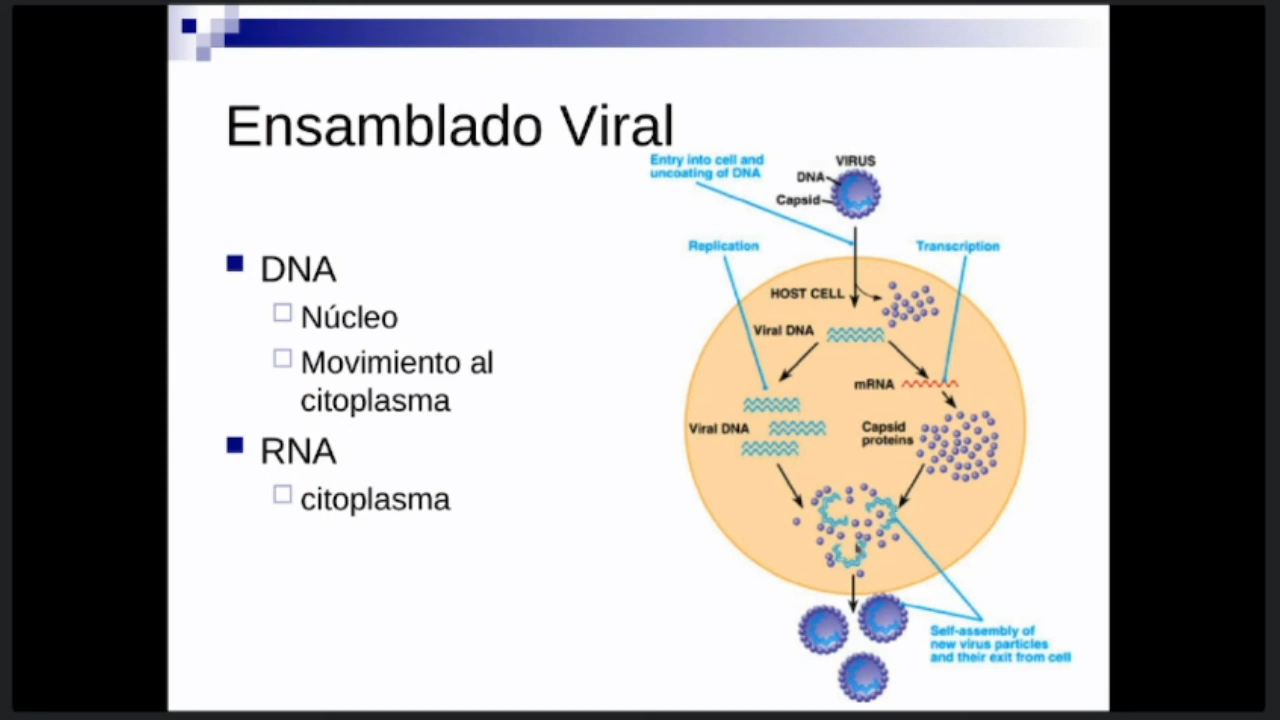 Ensamblado Viral
DNA
Núcleo
Movimiento al
citoplasma
RNA
citoplasma
Entry into cell and
uncoating of DNA
VIRUS
DNA
Capsid
Replication
Transcription
HOST CELL
Viral DNA
mRNA
Viral DNA
Capsid
proteins
Self-assembly of
new virus particles
and their exit from cell